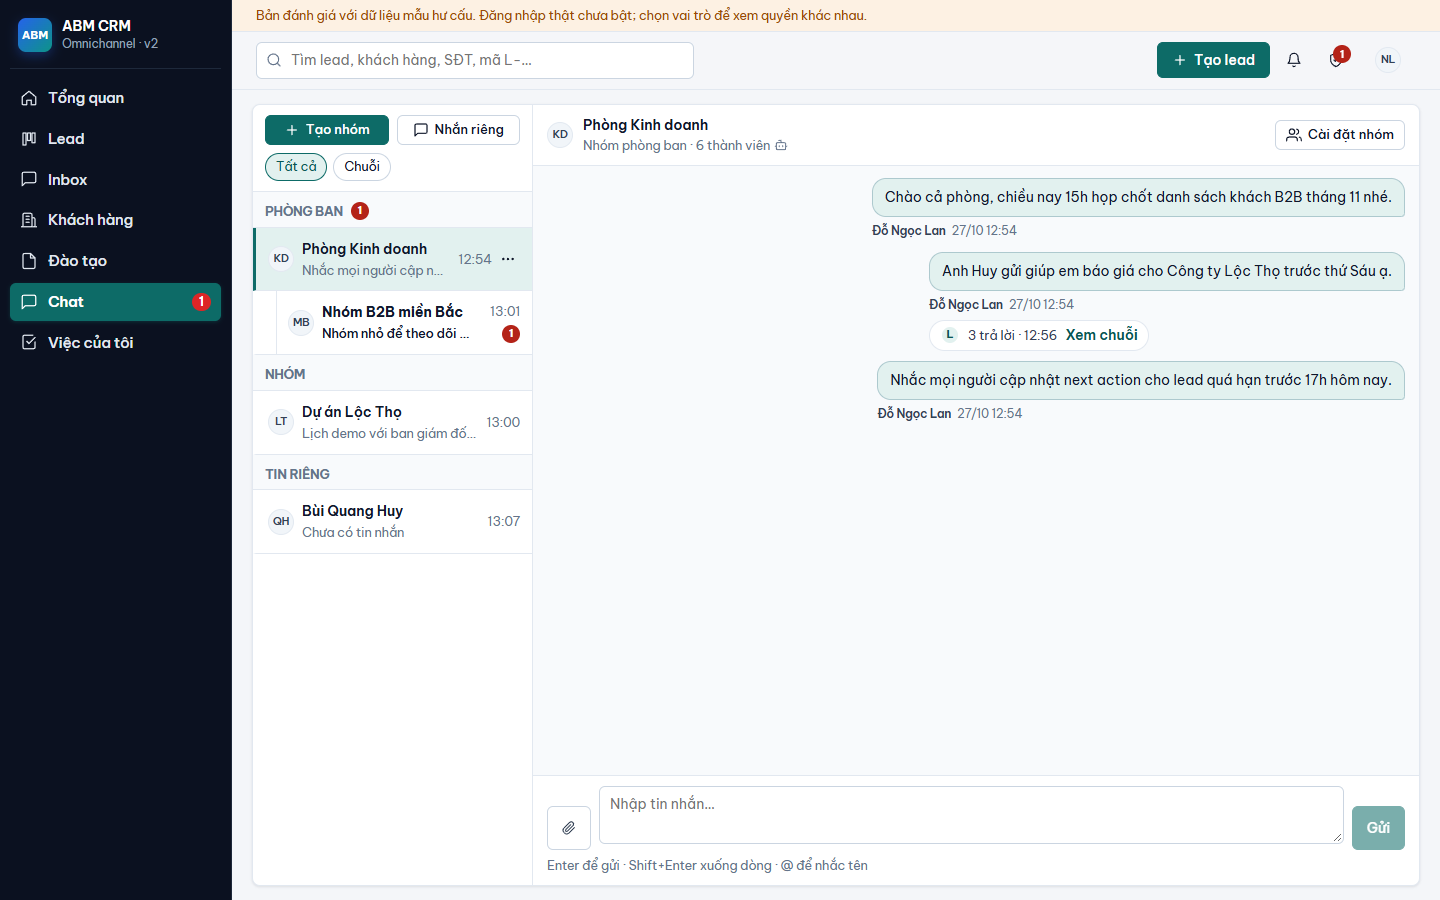 ABM
ABM CRM
Omnichannel · v2
Tổng quan
Lead
Inbox
Khách hàng
Đào tạo
Chat 1
Việc của tôi
Bản đánh giá với dữ liệu mẫu hư cấu. Đăng nhập thật chưa bật; chọn vai trò để xem quyền khác nhau.
Tìm lead, khách hàng, SĐT, mã L-...
Tạo lead
1
NL
Tạo nhóm
Nhắn riêng
Tất cả
Chuỗi
PHÒNG BAN 1
KD
Phòng Kinh doanh
Nhắc mọi người cập n...
12:54
MB
Nhóm B2B miền Bắc
13:01
Nhóm nhỏ để theo dõi ...
1
NHÓM
LT
Dự án Lộc Thọ
Lịch demo với ban giám đố...
13:00
TIN RIÊNG
QH
Bùi Quang Huy
Chưa có tin nhắn
13:07
KD
Phòng Kinh doanh
Nhóm phòng ban · 6 thành viên
Cài đặt nhóm
Chào cả phòng, chiều nay 15h họp chốt danh sách khách B2B tháng 11 nhé.
Đỗ Ngọc Lan 27/10 12:54
Anh Huy gửi giúp em báo giá cho Công ty Lộc Thọ trước thứ Sáu ạ.
Đỗ Ngọc Lan 27/10 12:54
L 3 trả lời · 12:56 Xem chuỗi
Nhắc mọi người cập nhật next action cho lead quá hạn trước 17h hôm nay.
Đỗ Ngọc Lan 27/10 12:54
Nhập tin nhắn...
Gửi
Enter để gửi · Shift+Enter xuống dòng · @ để nhắc tên